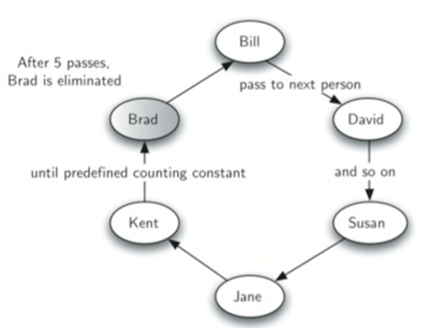 Bill
After 5 passes,
Brad is eliminated
pass to next person
Brad
David
until predefined counting constant
and so on
Kent
Susan
Jane